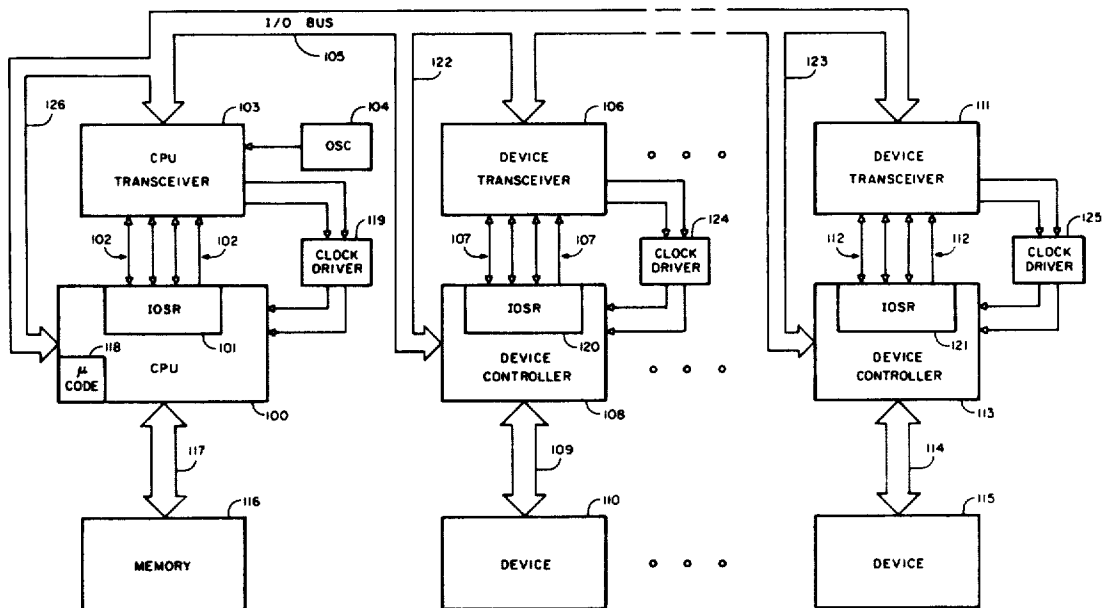 I/O BUS
105
122
123
126
103
104
106
111
CPU
TRANSCEIVER
OSC
DEVICE
TRANSCEIVER
DEVICE
TRANSCEIVER
119
124
125
102
102
107
107
112
112
CLOCK
DRIVER
CLOCK
DRIVER
CLOCK
DRIVER
IOSR
IOSR
IOSR
118
101
120
121
μ
CODE
CPU
DEVICE
CONTROLLER
DEVICE
CONTROLLER
100
108
113
117
109
114
116
110
115
MEMORY
DEVICE
DEVICE